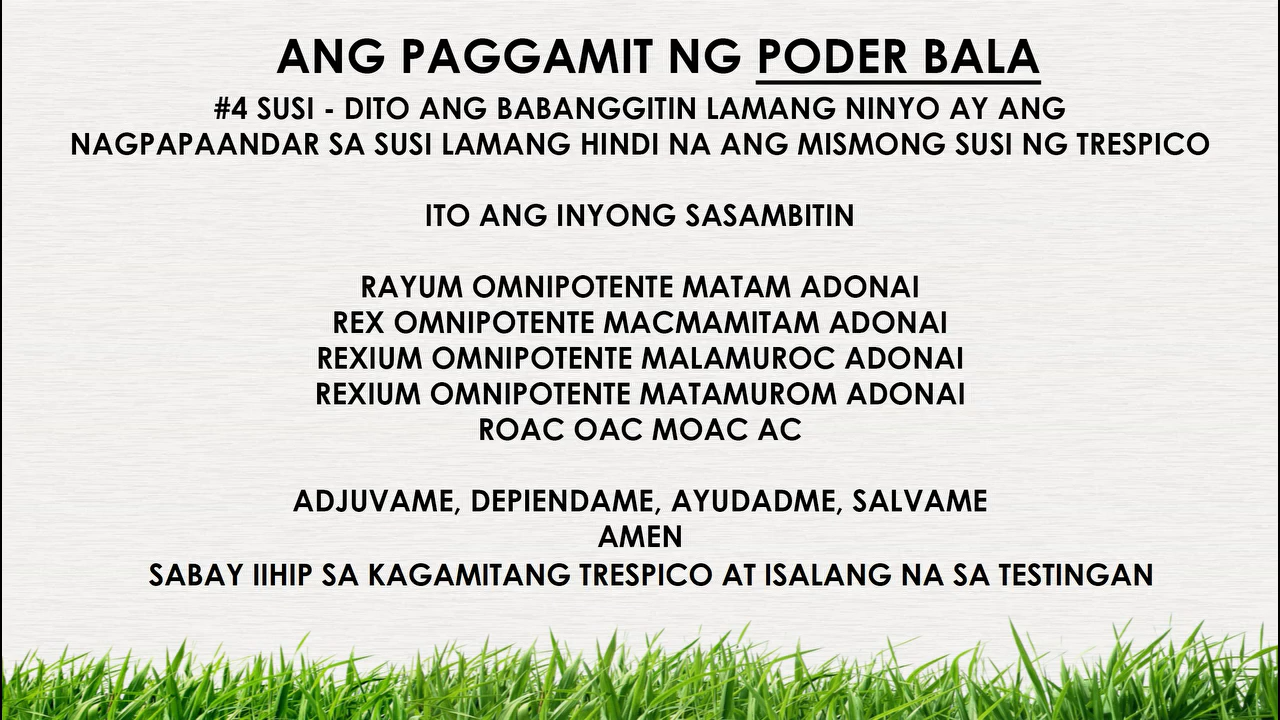 ANG PAGGAMIT NG PODER BALA
#4 SUSI - DITO ANG BABANGGITIN LAMANG NINYO AY ANG
NAGPAPAANDAR SA SUSI LAMANG HINDI NA ANG MISMONG SUSI NG TRESPICO
ITO ANG INYONG SASAMBITIN
RAYUM OMNIPOTENTE MATAM ADONAI
REX OMNIPOTENTE MACMAMITAM ADONAI
REXIUM OMNIPOTENTE MALAMUROC ADONAI
REXIUM OMNIPOTENTE MATAMUROM ADONAI
ROAC OAC MOAC AC
ADJUVAME, DEPIENDAME, AYUDADME, SALVAME
AMEN
SABAY IIHIP SA KAGAMITANG TRESPICO AT ISALANG NA SA TESTINGAN